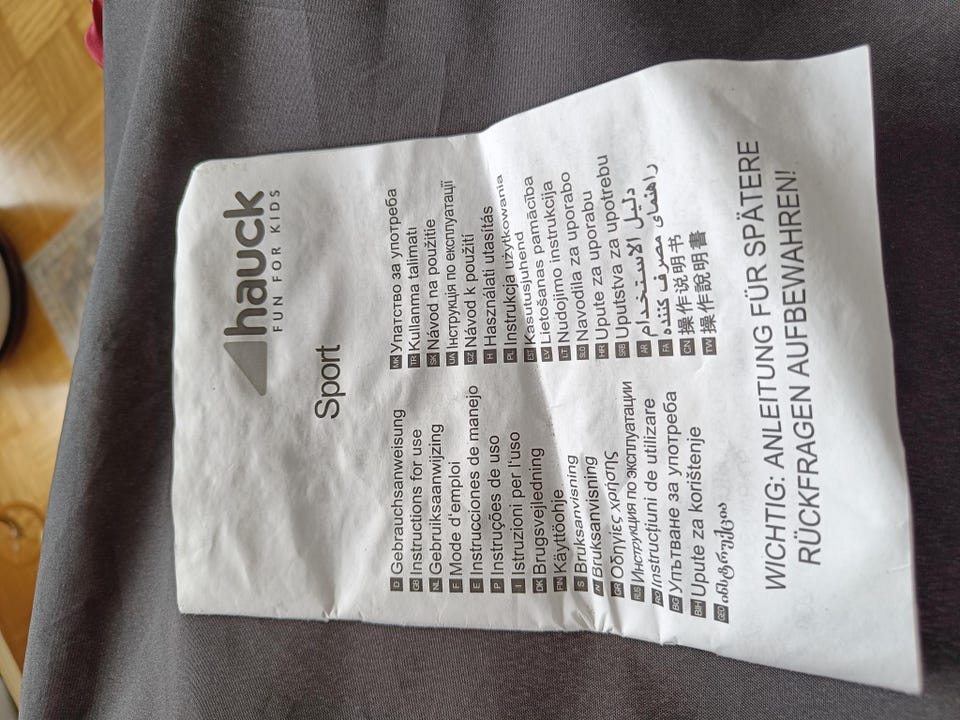 hauck
FUN FOR KIDS
Sport
D Gebrauchsanweisung
GB Instructions for use
NL Gebruiksaanwijzing
F Mode d'emploi
E Instrucciones de manejo
P Instruções de uso
I Istruzioni per l'uso
DK Brugsvejledning
FIN Käyttöohje
S Bruksanvisning
N Bruksanvisning
GR Οδηγίες χρήσης
RUS Инструкция по эксплуатации
RO Instrucţiuni de utilizare
BG Упътване за употреба
BIH Upute za korištenje
GEO ინსტრუქცია
MK Упатство за употреба
TR Kullanma talimatı
SK Návod na použitie
UA Інструкція по експлуатації
CZ Návod k použití
H Használati utasítás
PL Instrukcja użytkowania
EST Kasutusjuhend
LV Lietošanas pamācība
LT Nudojimo instrukcija
SLO Navodila za uporabo
HR Upute za uporabu
SRB Uputstva za upotrebu
AR دليل الاستخدام
FA راهنمای مصرف کننده
CN 操作说明书
TW 操作說明書
WICHTIG: ANLEITUNG FÜR SPÄTERE
RÜCKFRAGEN AUFBEWAHREN!